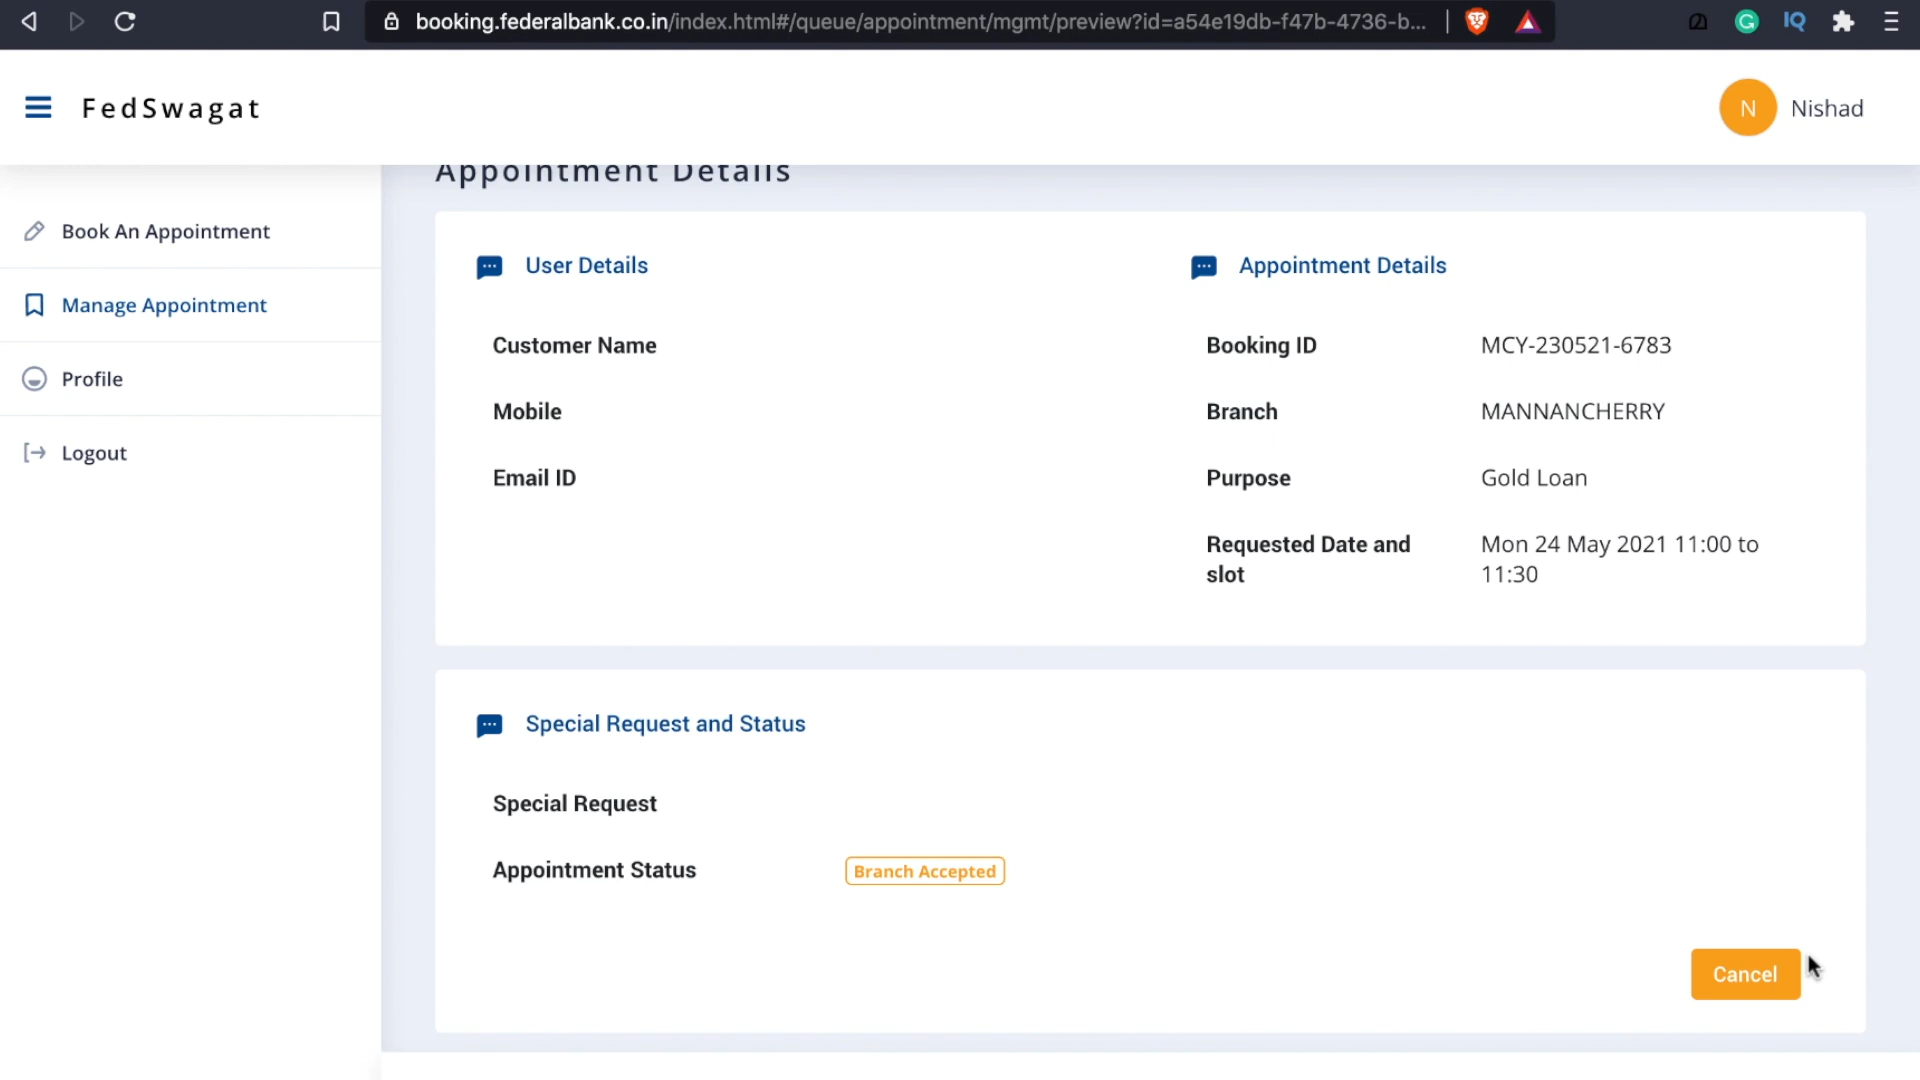 booking.federalbank.co.in/index.html#/queue/appointment/mgmt/preview?id=a54e19db-f47b-4736-b...
IQ
FedSwagat
N
Nishad
Appointment Details
Book An Appointment
Manage Appointment
Profile
Logout
User Details
Customer Name
Mobile
Email ID
Appointment Details
Booking ID MCY-230521-6783
Branch MANNANCHERRY
Purpose Gold Loan
Requested Date and Mon 24 May 2021 11:00 to
slot 11:30
Special Request and Status
Special Request
Appointment Status Branch Accepted
Cancel